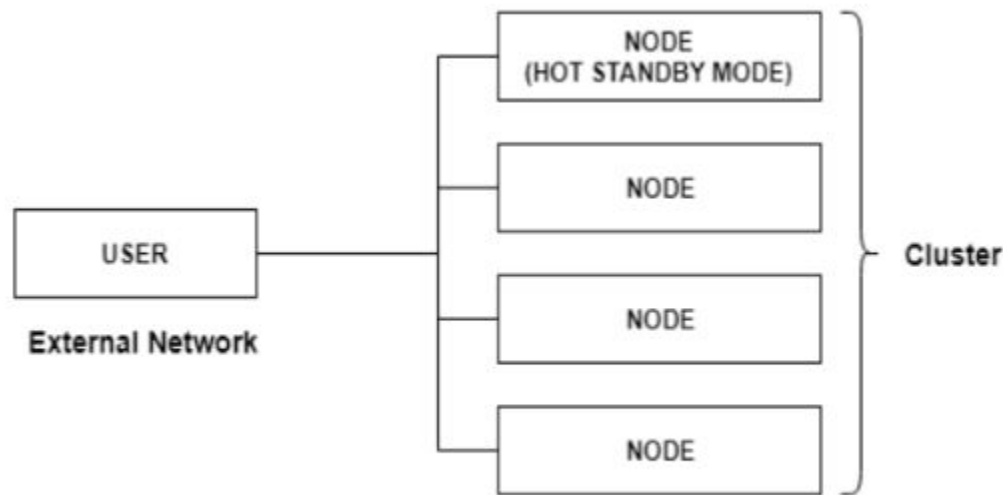 NODE
(HOT STANDBY MODE)
NODE
USER
Cluster
External Network
NODE
NODE